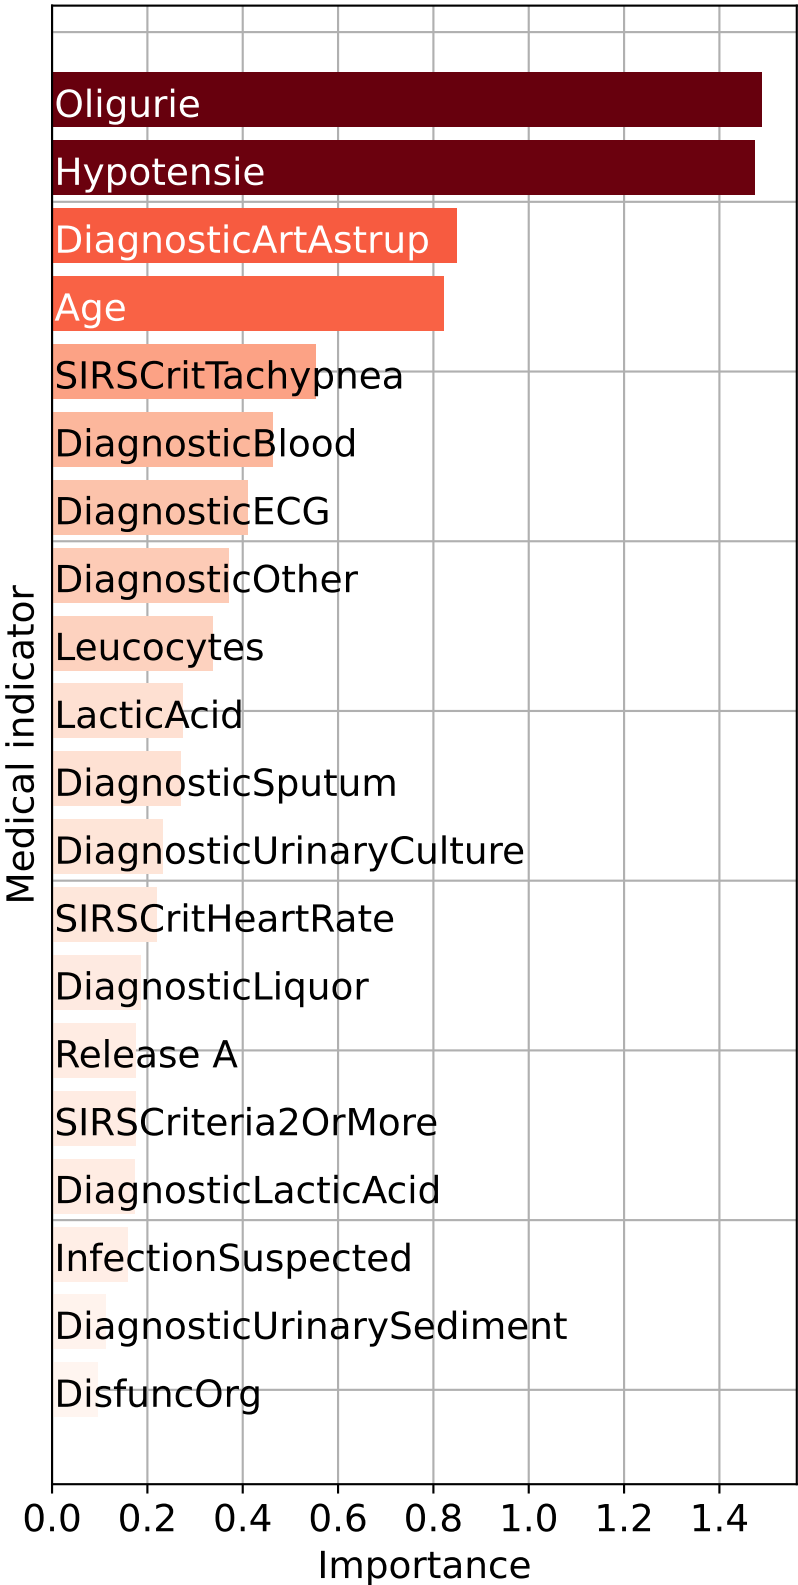 Oligurie
Hypotensie
DiagnosticArtAstrup
Age
SIRSCritTachypnea
DiagnosticBlood
DiagnosticECG
DiagnosticOther
Leucocytes
LacticAcid
DiagnosticSputum
DiagnosticUrinaryCulture
SIRSCritHeartRate
DiagnosticLiquor
Release A
SIRSCriteria2OrMore
DiagnosticLacticAcid
InfectionSuspected
DiagnosticUrinarySediment
DisfuncOrg
Medical indicator
0.0 0.2 0.4 0.6 0.8 1.0 1.2 1.4
Importance